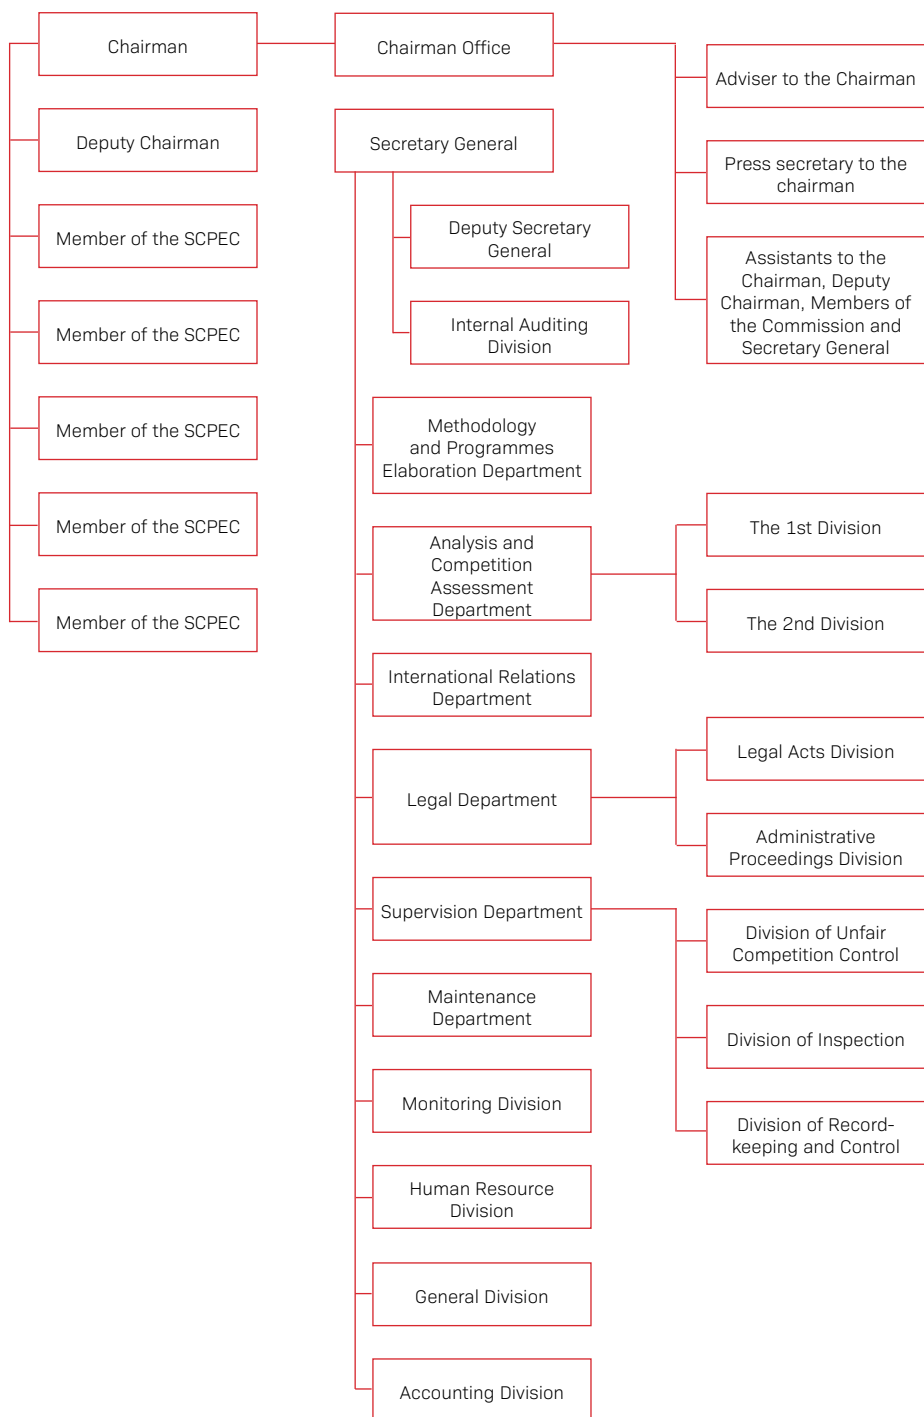 Chairman
Chairman Office
Adviser to the Chairman
Deputy Chairman
Secretary General
Press secretary to the
chairman
Member of the SCPEC
Deputy Secretary
General
Assistants to the
Chairman, Deputy
Chairman, Members of
the Commission and
Secretary General
Member of the SCPEC
Internal Auditing
Division
Member of the SCPEC
Methodology
and Programmes
Elaboration Department
Member of the SCPEC
Analysis and
Competition
Assessment
Department
The 1st Division
Member of the SCPEC
The 2nd Division
International Relations
Department
Legal Department
Legal Acts Division
Administrative
Proceedings Division
Supervision Department
Division of Unfair
Competition Control
Maintenance
Department
Division of Inspection
Monitoring Division
Division of Record-
keeping and Control
Human Resource
Division
General Division
Accounting Division